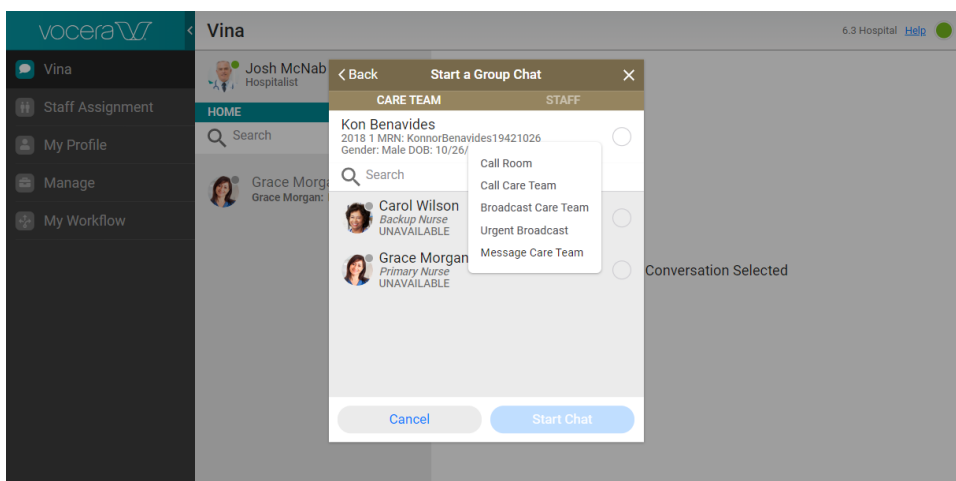 vocera
Vina
6.3 Hospital Help
Vina
Staff Assignment
My Profile
Manage
My Workflow
Josh McNab
Hospitalist
HOME
Search
Grace Morga
Grace Morgan:
Back Start a Group Chat
CARE TEAM STAFF
Kon Benavides
2018 1 MRN: KonnorBenavides19421026
Gender: Male DOB: 10/26/
Search
Carol Wilson
Backup Nurse
UNAVAILABLE
Grace Morgan
Primary Nurse
UNAVAILABLE
Call Room
Call Care Team
Broadcast Care Team
Urgent Broadcast
Message Care Team
Conversation Selected
Cancel Start Chat